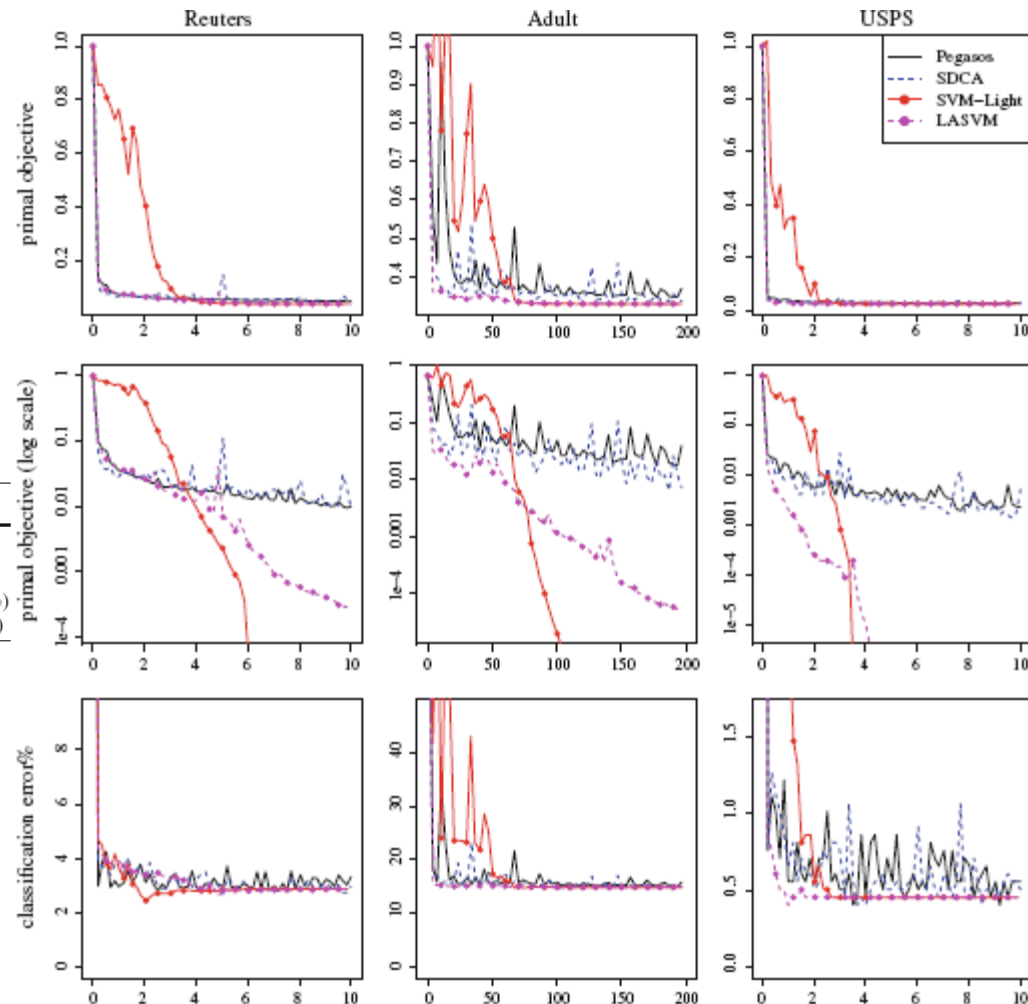 Reuters Adult USPS
primal objective
1.0 0.8 0.6 0.4 0.2
0 2 4 6 8 10
1.0 0.9 0.8 0.7 0.6 0.5 0.4
0 50 100 150 200
1.0 0.8 0.6 0.4 0.2 0.0
0 2 4 6 8 10
Pegasos
SDCA
SVM-Light
LASVM
primal objective (log scale)
1 0.1 0.01 0.001 1e-4
0 2 4 6 8 10
1 0.1 0.01 0.001 1e-4
0 50 100 150 200
1 0.1 0.001 0.001 1e-4 1e-5
0 2 4 6 8 10
classification error%
8 6 4 2 0
0 2 4 6 8 10
40 30 20 10 0
0 50 100 150 200
1.5 1.0 0.5 0.0
0 2 4 6 8 10